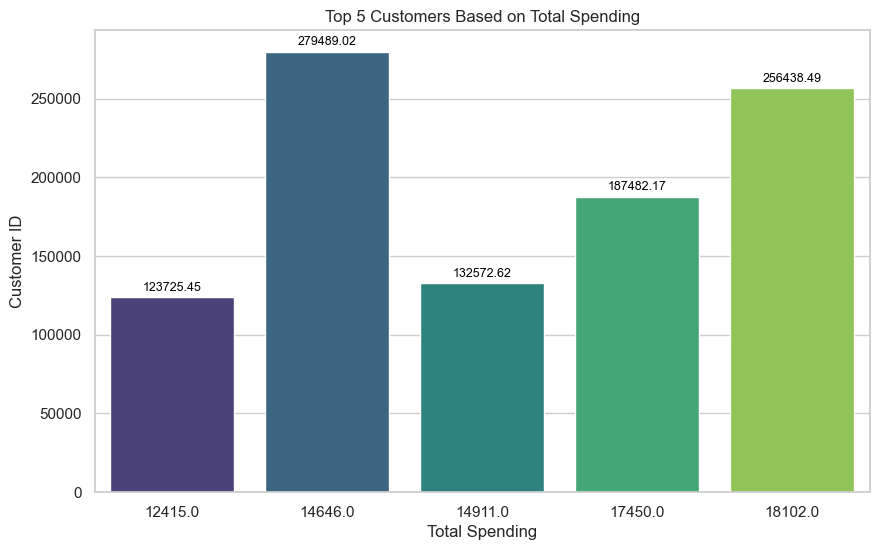 Top 5 Customers Based on Total Spending
279489.02
256438.49
250000
200000
187482.17
150000
132572.62
123725.45
100000
50000
0
Customer ID
12415.0 14646.0 14911.0 17450.0 18102.0
Total Spending